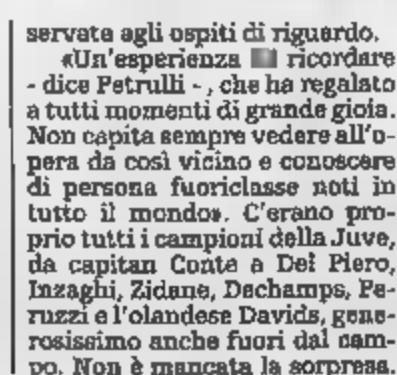 servata agli ospiti di riguardo.
«Un'esperienza ricordare
- dice Petrulli -, che ha regalato
a tutti momenti di grande gioia.
Non capita sempre vedere all'o-
pera da così vicino e conoscere
di persona fuoriclasse noti in
tutto il mondo». C'erano pro-
prio tutti i campioni della Juve,
da capitan Conte a Del Piero,
Inzaghi, Zidane, Dechamps, Pe-
ruzzi e l'olandese Davids, gene-
rosissimo anche fuori dal cam-
po. Non è mancata la sorpresa.